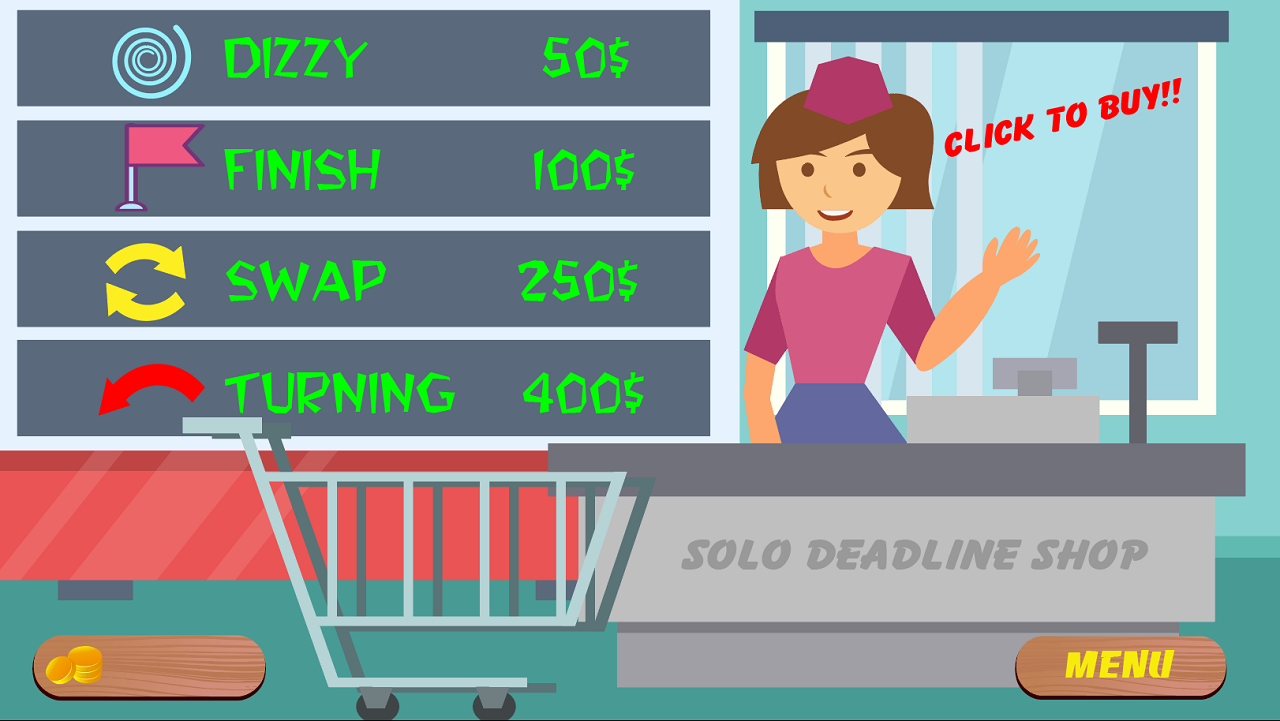 DIZZY 50$
FINISH 100$
SWAP 250$
TURNING 400$
CLICK TO BUY!!
SOLO DEADLINE SHOP
MENU